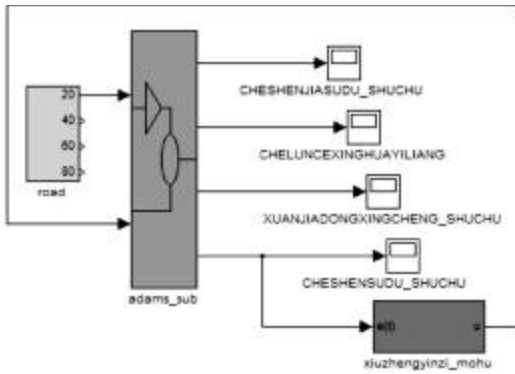 20
40
60
80
road
adams_sub
CHESHENJIASUDU_SHUCHU
CHELUNCEXINGHUAYILIANG
XUANJIADONGXINGCHENG_SHUCHU
CHESHENSUDU_SHUCHU
u
xiuzhengyinzi_mohu